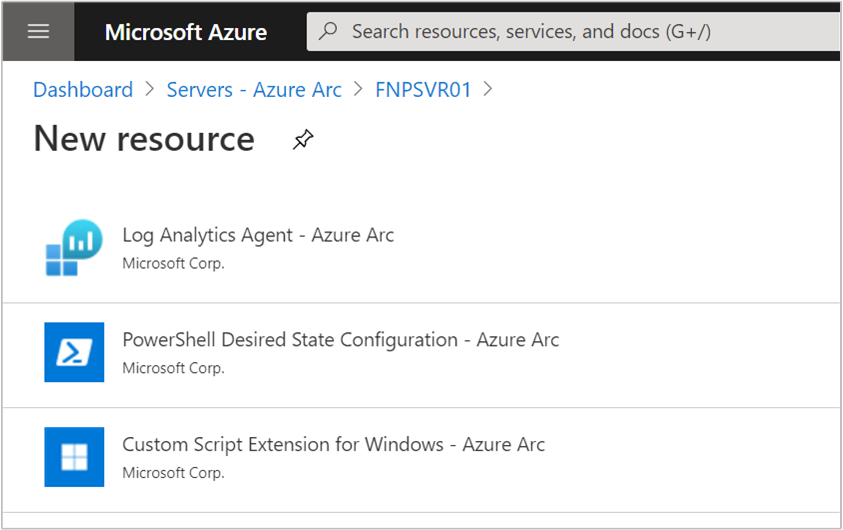 Microsoft Azure
Search resources, services, and docs (G+/)
Dashboard > Servers - Azure Arc > FNPSVR01 >
New resource
Log Analytics Agent - Azure Arc
Microsoft Corp.
PowerShell Desired State Configuration - Azure Arc
Microsoft Corp.
Custom Script Extension for Windows - Azure Arc
Microsoft Corp.